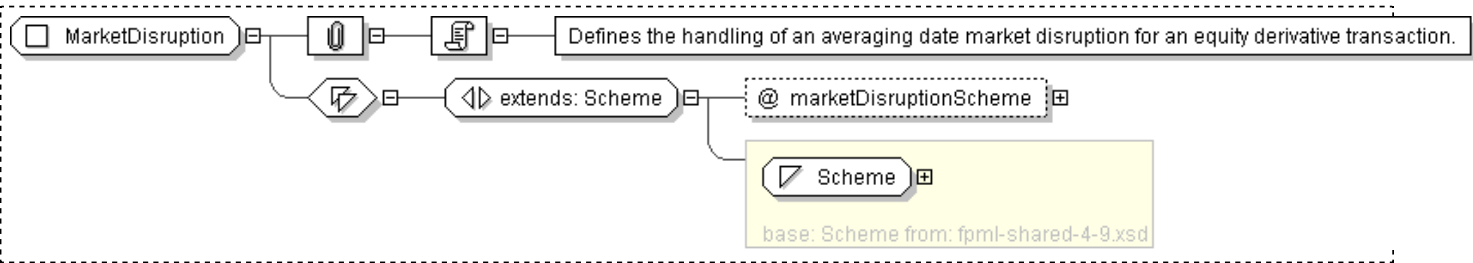 MarketDisruption
Defines the handling of an averaging date market disruption for an equity derivative transaction.
extends: Scheme
@ marketDisruptionScheme
Scheme
base: Scheme from: fpml-shared-4-9.xsd